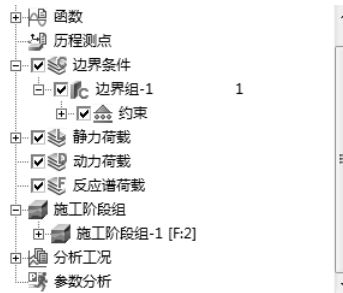 函数
历程测点
边界条件
边界组-1 1
约束
静力荷载
动力荷载
反应谱荷载
施工阶段组
施工阶段组-1 [F:2]
分析工况
参数分析